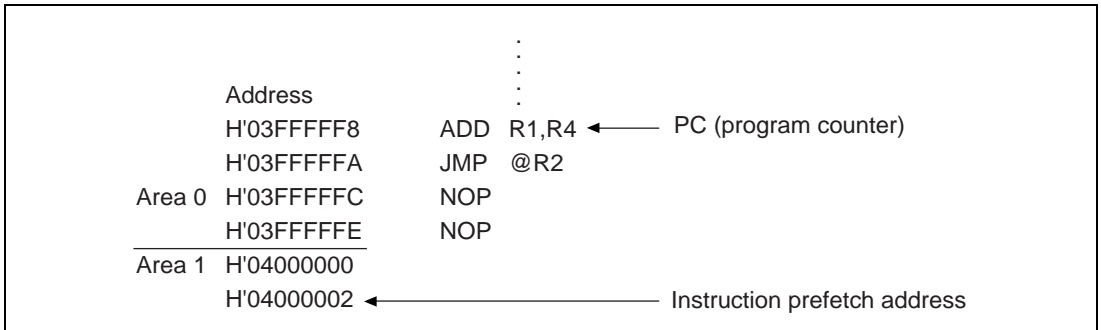 Address
H'03FFFFF8 ADD R1,R4 PC (program counter)
H'03FFFFFA JMP @R2
Area 0 H'03FFFFFC NOP
H'03FFFFFE NOP
Area 1 H'04000000
H'04000002 Instruction prefetch address